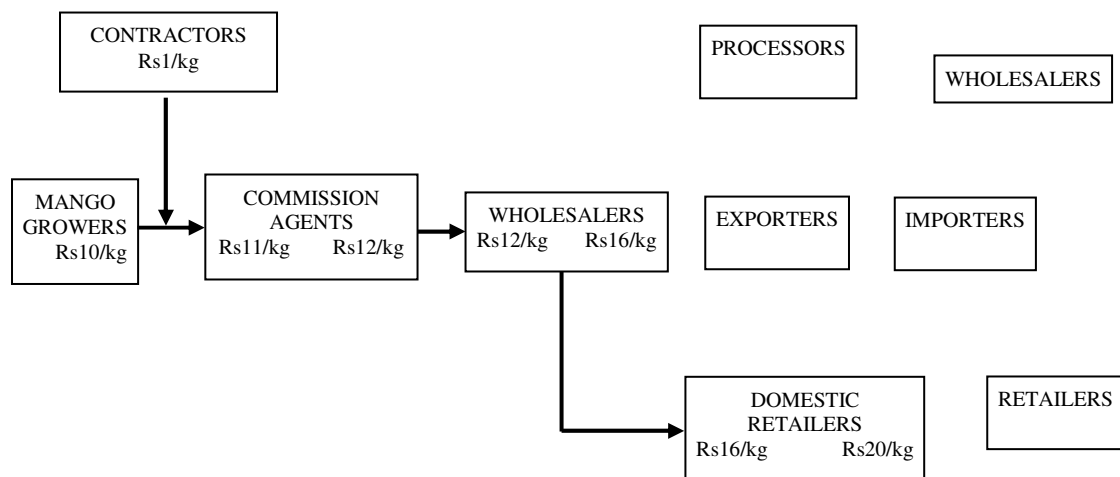 CONTRACTORS
Rs1/kg
PROCESSORS
WHOLESALERS
MANGO
GROWERS
Rs10/kg
COMMISSION
AGENTS
Rs11/kg Rs12/kg
WHOLESALERS
Rs12/kg Rs16/kg
EXPORTERS
IMPORTERS
DOMESTIC
RETAILERS
Rs16/kg Rs20/kg
RETAILERS